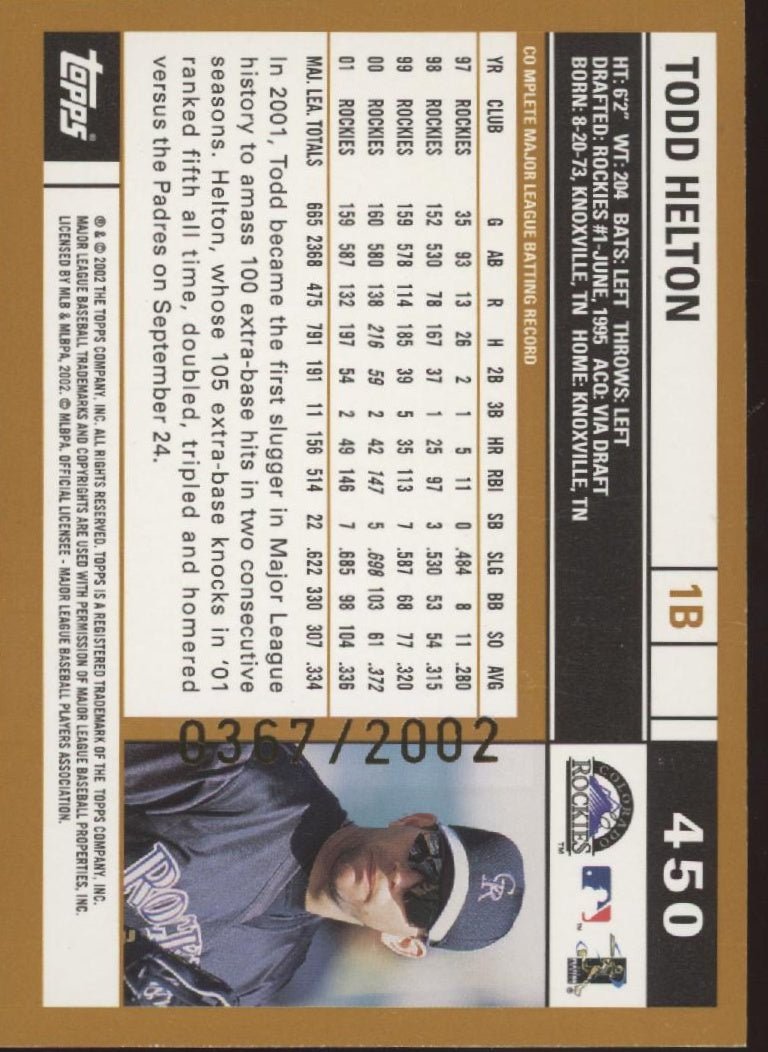 TODD HELTON 1B 450
HT: 6'2" WT: 204 BATS: LEFT THROWS: LEFT
DRAFTED: ROCKIES #1-JUNE, 1995 ACQ: VIA DRAFT
BORN: 8-20-73, KNOXVILLE, TN HOME: KNOXVILLE, TN
COLORADO
ROCKIES
™
™
®
COMPLETE MAJOR LEAGUE BATTING RECORD
YR CLUB G AB R H 2B 3B HR RBI SB SLG BB SO AVG
97 ROCKIES 35 93 13 26 2 1 5 11 0 .484 8 11 .280
98 ROCKIES 152 530 78 167 37 1 25 97 3 .530 53 54 .315
99 ROCKIES 159 578 114 185 39 5 35 113 7 .587 68 77 .320
00 ROCKIES 160 580 138 216 59 2 42 147 5 .698 103 61 .372
01 ROCKIES 159 587 132 197 54 2 49 146 7 .685 98 104 .336
MAJ. LEA. TOTALS 665 2368 475 791 191 11 156 514 22 .622 330 307 .334
In 2001, Todd became the first slugger in Major League
history to amass 100 extra-base hits in two consecutive
seasons. Helton, whose 105 extra-base knocks in '01
ranked fifth all time, doubled, tripled and homered
versus the Padres on September 24.
0367/2002
CR
topps®
® & © 2002 THE TOPPS COMPANY, INC. ALL RIGHTS RESERVED. TOPPS IS A REGISTERED TRADEMARK OF THE TOPPS COMPANY, INC.
MAJOR LEAGUE BASEBALL TRADEMARKS AND COPYRIGHTS ARE USED WITH PERMISSION OF MAJOR LEAGUE BASEBALL PROPERTIES, INC.
LICENSED BY MLB & MLBPA, 2002. © MLBPA. OFFICIAL LICENSEE - MAJOR LEAGUE BASEBALL PLAYERS ASSOCIATION.